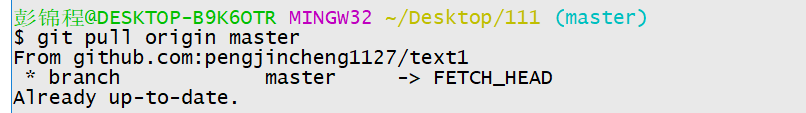 彭锦程@DESKTOP-B9K6OTR MINGW32 ~/Desktop/111 (master)
$ git pull origin master
From github.com:pengjincheng1127/text1
 * branch            master     -> FETCH_HEAD
Already up-to-date.